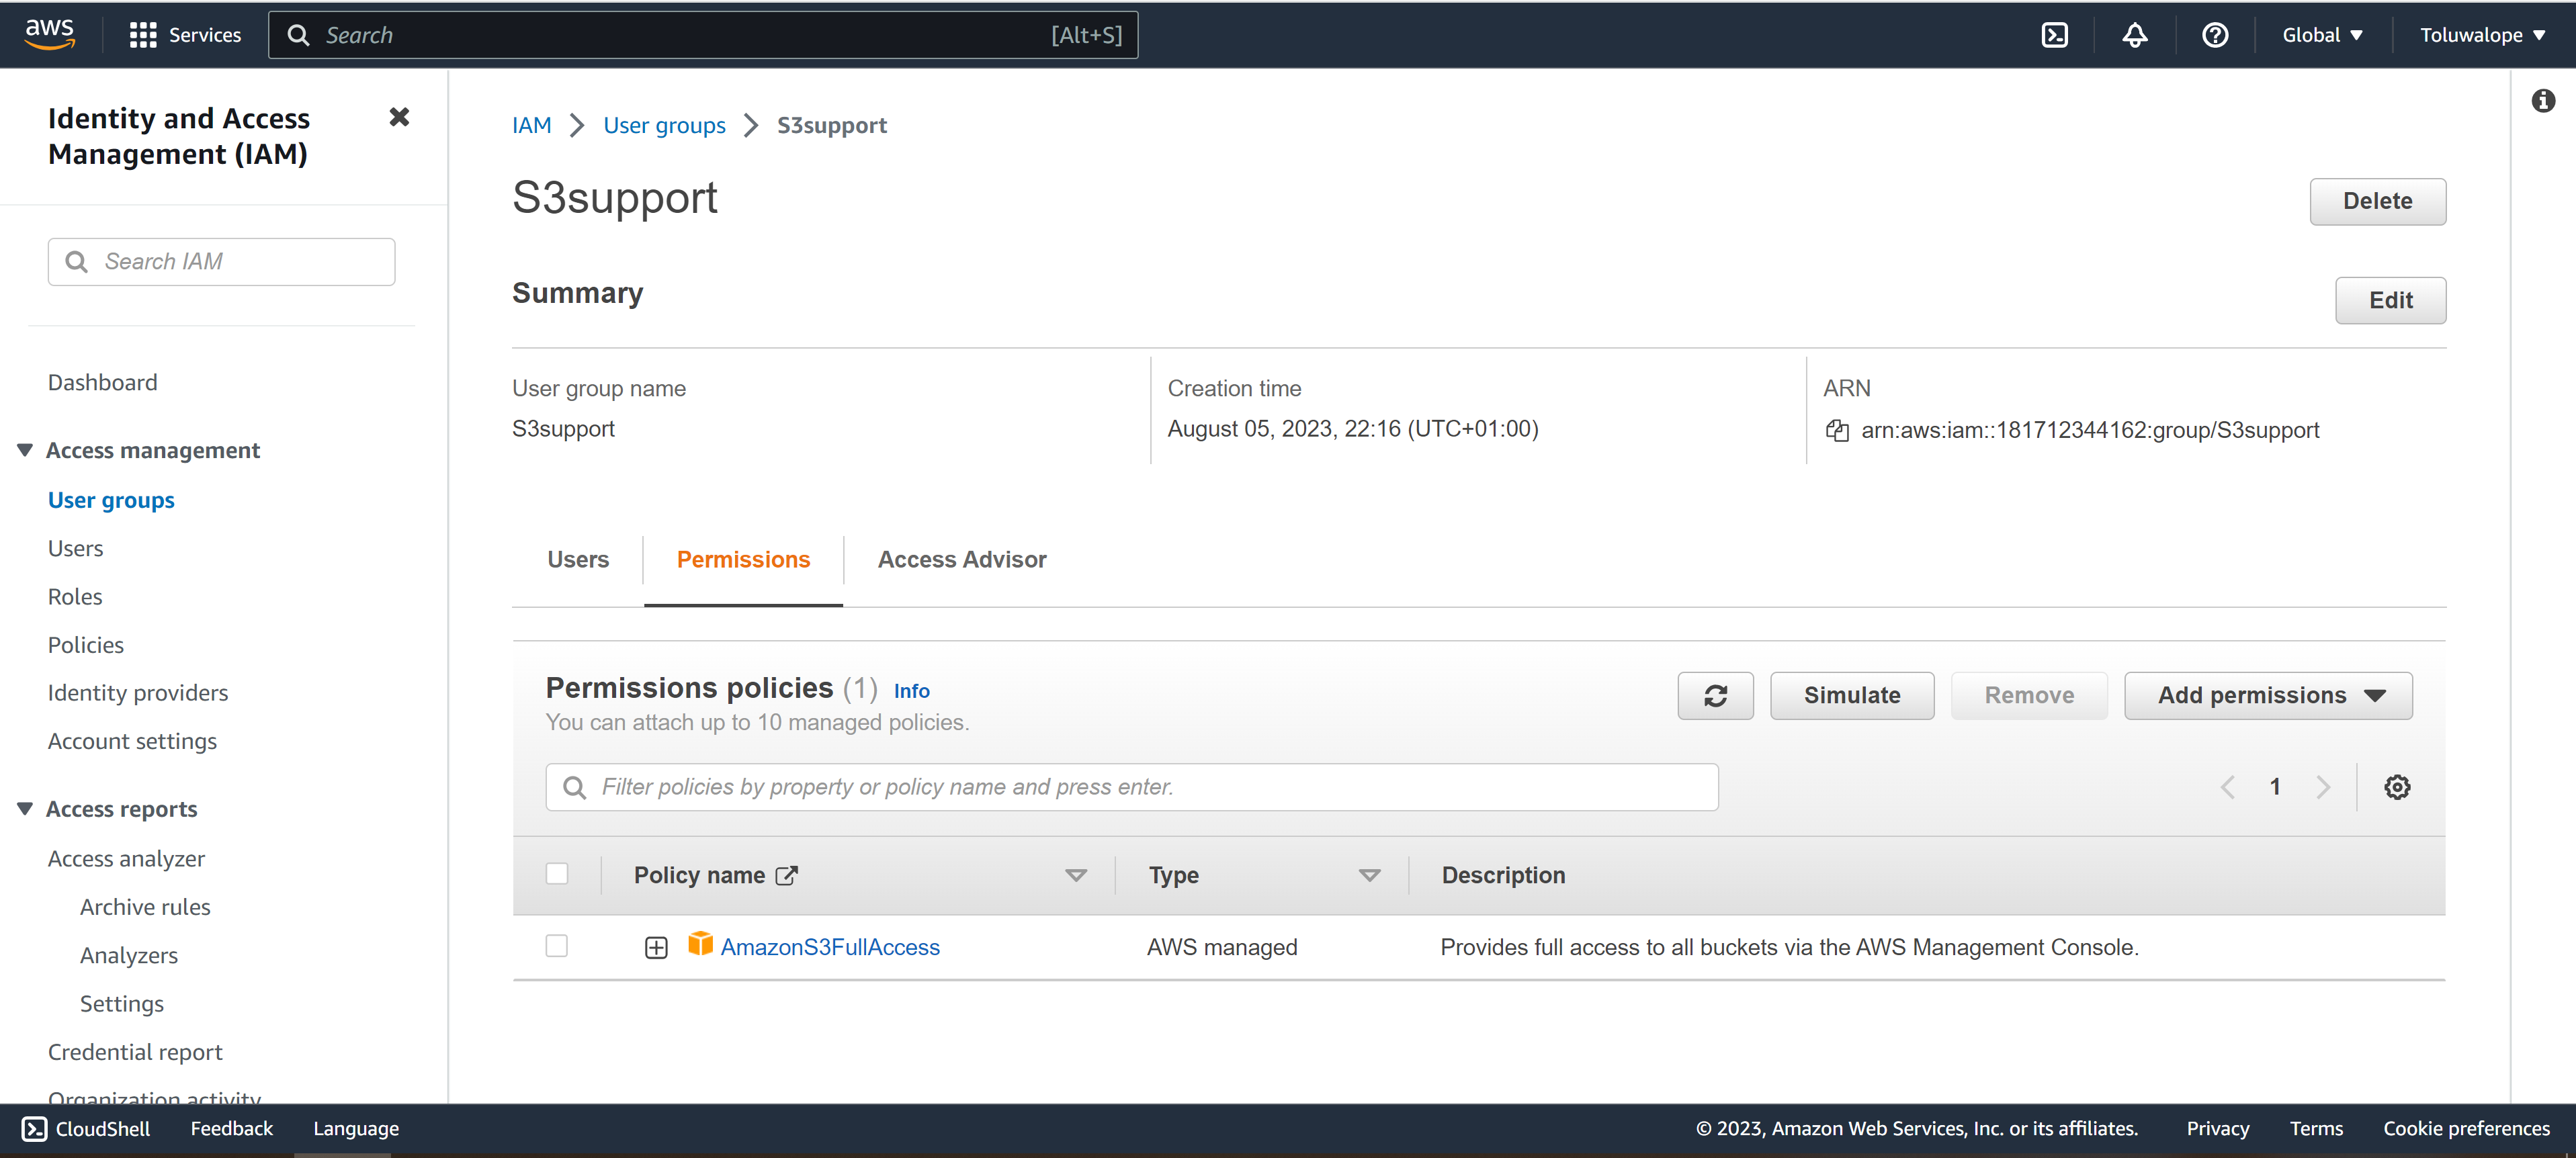 aws
Services
Search
[Alt+S]
Global
Toluwalope
Identity and Access
Management (IAM)
Search IAM
Dashboard
Access management
User groups
Users
Roles
Policies
Identity providers
Account settings
Access reports
Access analyzer
Archive rules
Analyzers
Settings
Credential report
Organization activity
IAM
User groups
S3support
S3support
Delete
Summary
Edit
User group name
S3support
Creation time
August 05, 2023, 22:16 (UTC+01:00)
ARN
arn:aws:iam::181712344162:group/S3support
Users
Permissions
Access Advisor
Permissions policies (1) Info
You can attach up to 10 managed policies.
Simulate
Remove
Add permissions
Filter policies by property or policy name and press enter.
1
Policy name
Type
Description
AmazonS3FullAccess
AWS managed
Provides full access to all buckets via the AWS Management Console.
CloudShell
Feedback
Language
© 2023, Amazon Web Services, Inc. or its affiliates.
Privacy
Terms
Cookie preferences